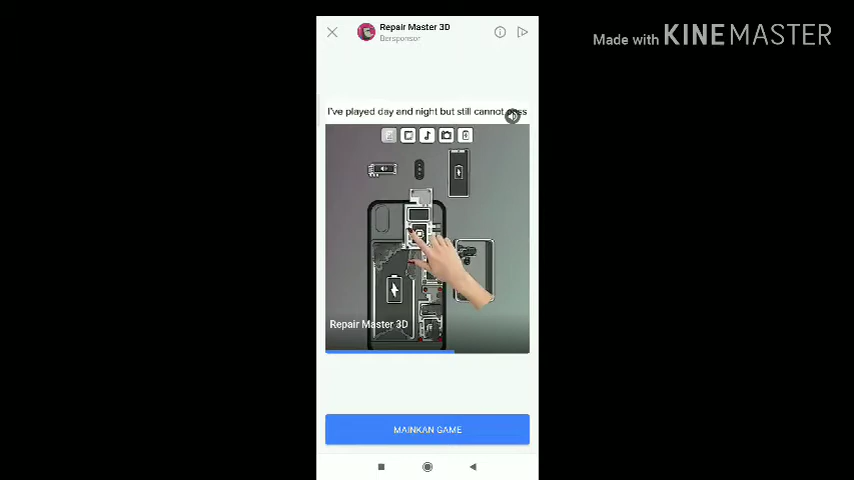 Repair Master 3D
Bersponsor
Made with KINEMASTER
I've played day and night but still cannot
Repair Master 3D
MAINKAN GAME